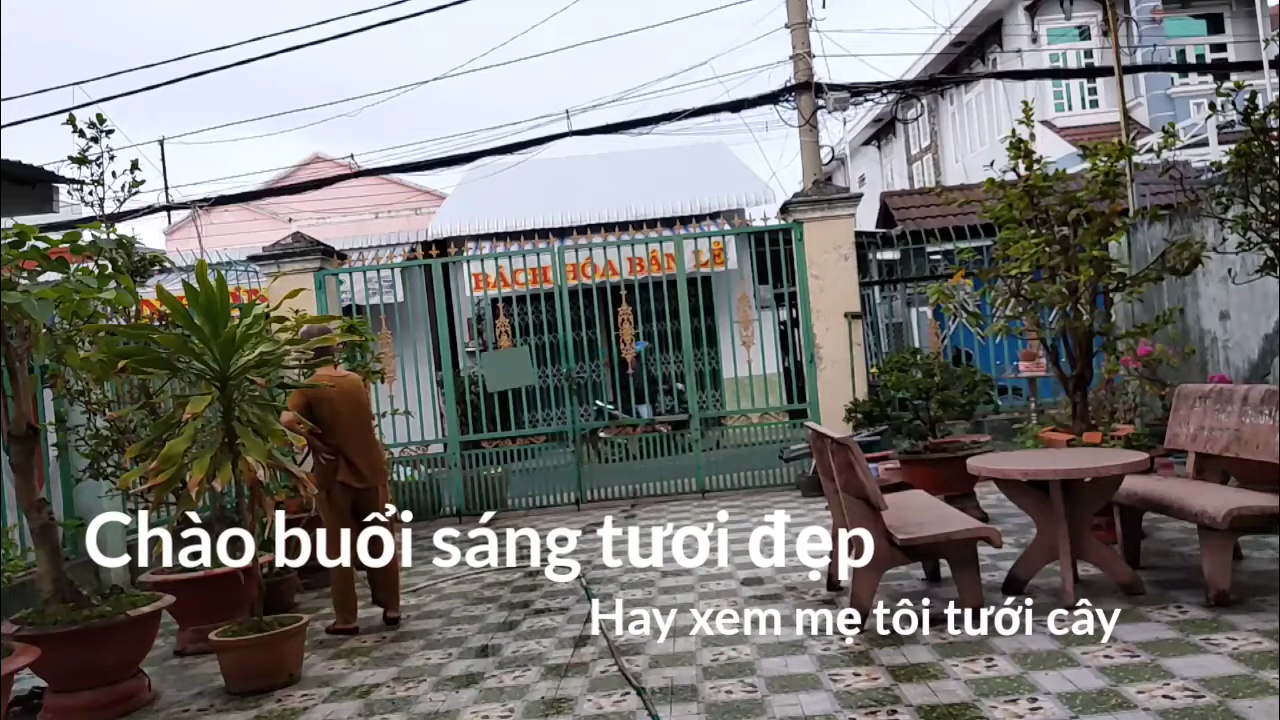 BÁCH HÓA BÁN LẺ
Chào buổi sáng tươi đẹp
Hay xem mẹ tôi tưới cây